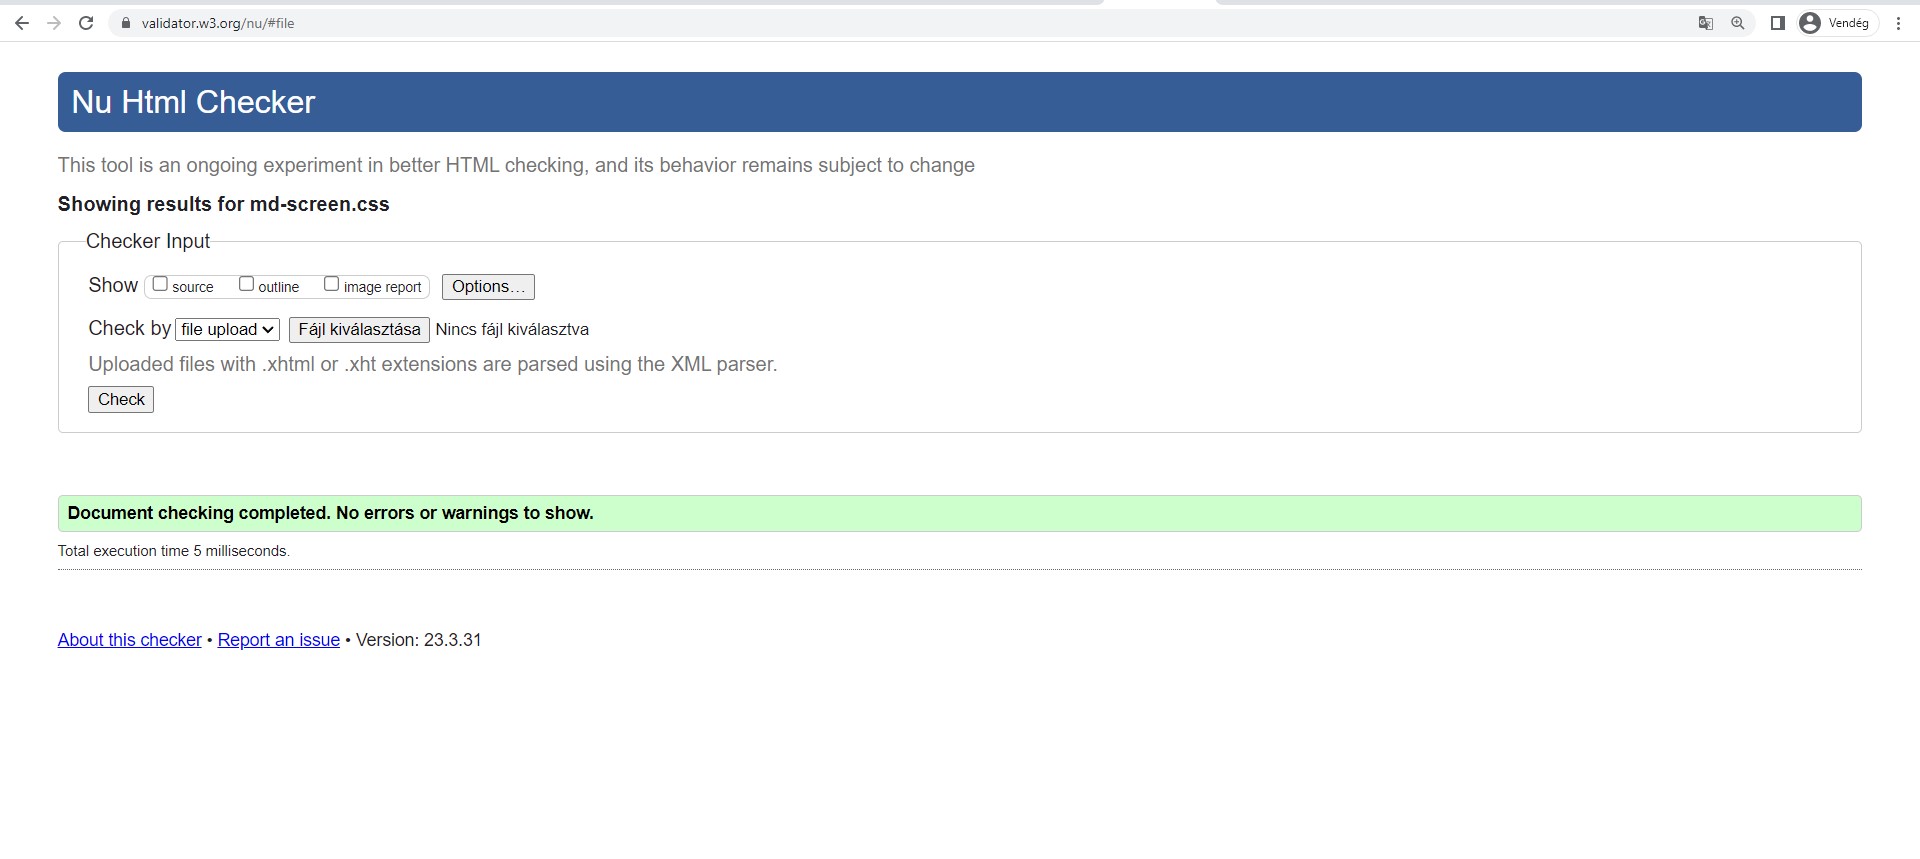 validator.w3.org/nu/#file
Vendég
Nu Html Checker
This tool is an ongoing experiment in better HTML checking, and its behavior remains subject to change
Showing results for md-screen.css
Checker Input
Show source outline image report Options...
Check by file upload Fájl kiválasztása Nincs fájl kiválasztva
Uploaded files with .xhtml or .xht extensions are parsed using the XML parser.
Check
Document checking completed. No errors or warnings to show.
Total execution time 5 milliseconds.
About this checker • Report an issue • Version: 23.3.31